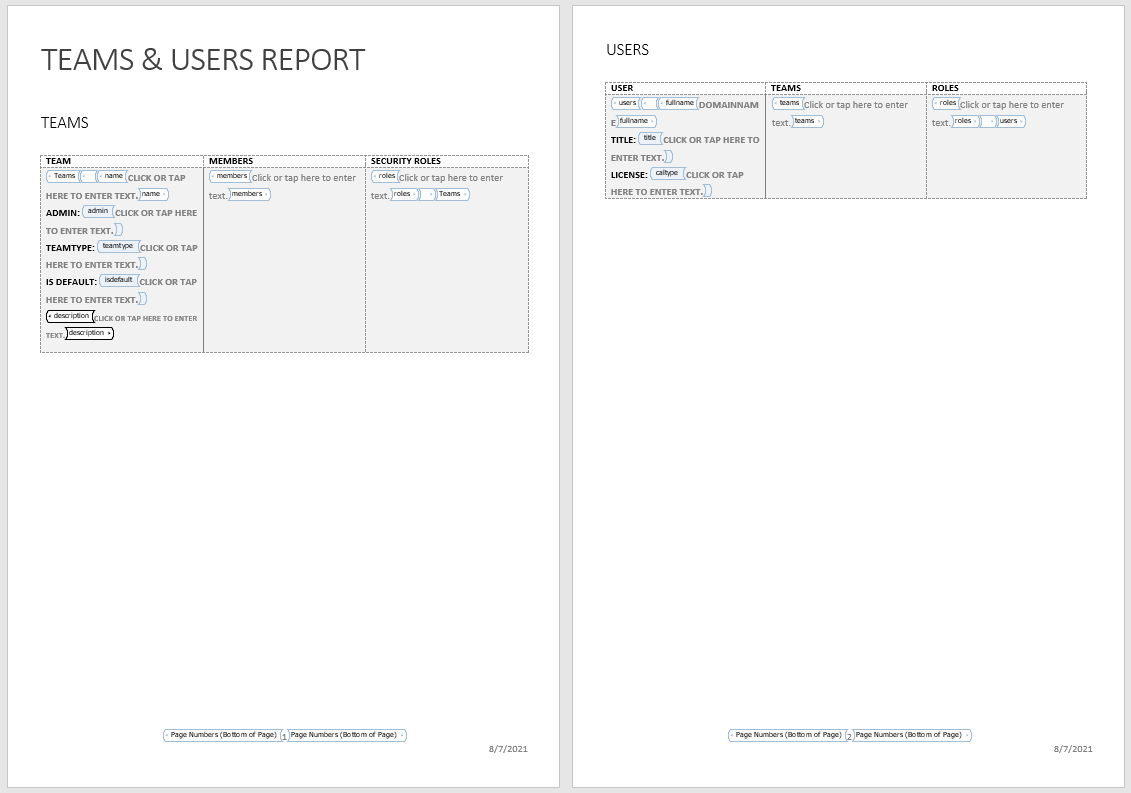 TEAMS & USERS REPORT
TEAMS
TEAM MEMBERS SECURITY ROLES
Teams name CLICK OR TAP
HERE TO ENTER TEXT. name
ADMIN: admin CLICK OR TAP HERE
TO ENTER TEXT.
TEAMTYPE: teamtype CLICK OR TAP
HERE TO ENTER TEXT.
IS DEFAULT: isdefault CLICK OR TAP
HERE TO ENTER TEXT.
description CLICK OR TAP HERE TO ENTER
TEXT. description
members Click or tap here to enter
text. members
roles Click or tap here to enter
text. roles Teams
Page Numbers (Bottom of Page) 1 Page Numbers (Bottom of Page)
8/7/2021
USERS
USER TEAMS ROLES
users fullname DOMAINNAM
E fullname
TITLE: title CLICK OR TAP HERE TO
ENTER TEXT.
LICENSE: caltype CLICK OR TAP
HERE TO ENTER TEXT.
teams Click or tap here to enter
text. teams
roles Click or tap here to enter
text. roles users
Page Numbers (Bottom of Page) 2 Page Numbers (Bottom of Page)
8/7/2021